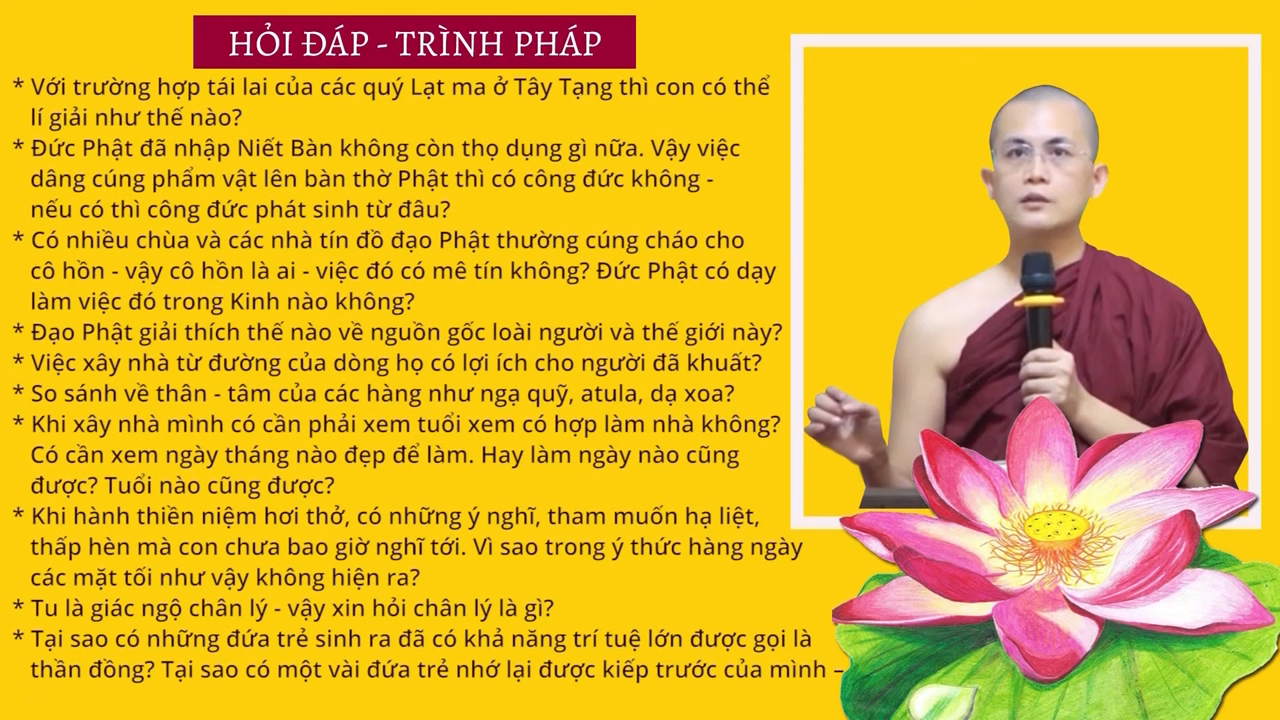 HỎI ĐÁP - TRÌNH PHÁP
* Với trường hợp tái lai của các quý Lạt ma ở Tây Tạng thì con có thể
lí giải như thế nào?
* Đức Phật đã nhập Niết Bàn không còn thọ dụng gì nữa. Vậy việc
dâng cúng phẩm vật lên bàn thờ Phật thì có công đức không -
nếu có thì công đức phát sinh từ đâu?
* Có nhiều chùa và các nhà tín đồ đạo Phật thường cúng cháo cho
cô hồn - vậy cô hồn là ai - việc đó có mê tín không? Đức Phật có dạy
làm việc đó trong Kinh nào không?
* Đạo Phật giải thích thế nào về nguồn gốc loài người và thế giới này?
* Việc xây nhà từ đường của dòng họ có lợi ích cho người đã khuất?
* So sánh về thân - tâm của các hàng như ngạ quỹ, atula, dạ xoa?
* Khi xây nhà mình có cần phải xem tuổi xem có hợp làm nhà không?
Có cần xem ngày tháng nào đẹp để làm. Hay làm ngày nào cũng
được? Tuổi nào cũng được?
* Khi hành thiền niệm hơi thở, có những ý nghĩ, tham muốn hạ liệt,
thấp hèn mà con chưa bao giờ nghĩ tới. Vì sao trong ý thức hàng ngày
các mặt tối như vậy không hiện ra?
* Tu là giác ngộ chân lý - vậy xin hỏi chân lý là gì?
* Tại sao có những đứa trẻ sinh ra đã có khả năng trí tuệ lớn được gọi là
thần đồng? Tại sao có một vài đứa trẻ nhớ lại được kiếp trước của mình –